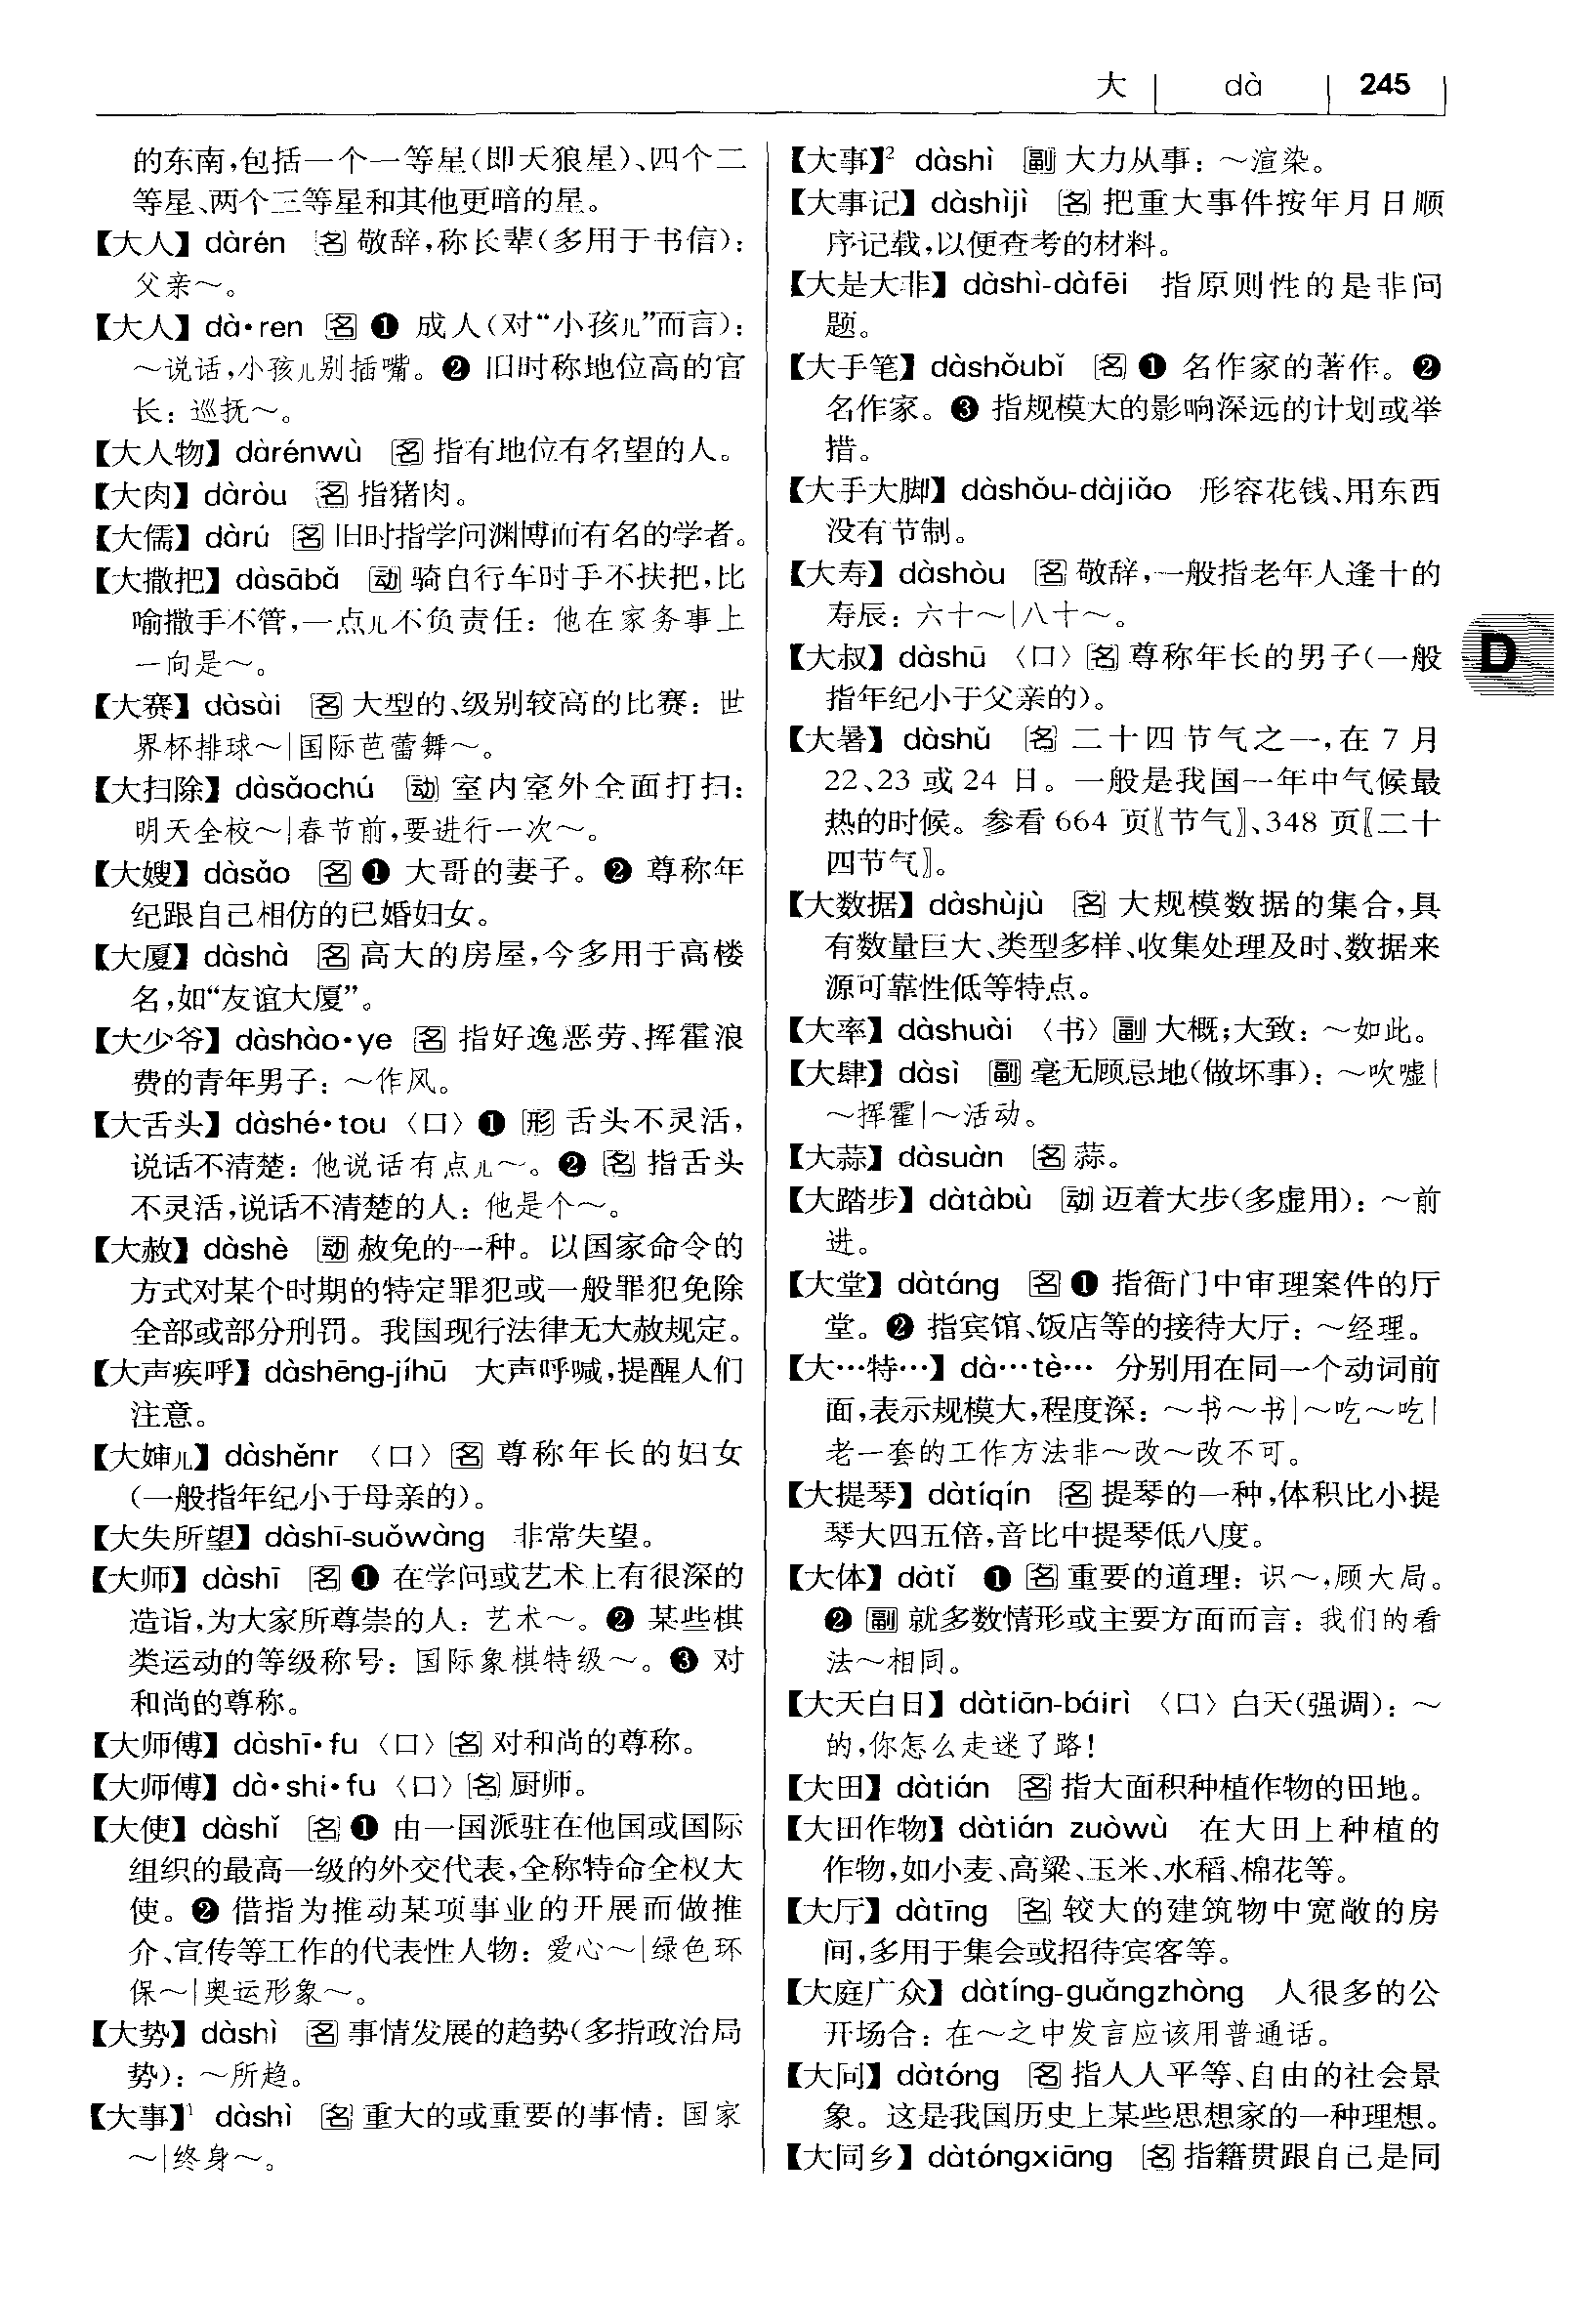 大 dà 245
的东南，包括一个一等星（即天狼星）、四个二
等星、两个三等星和其他更暗的星。
【大人】dàrén 名 敬辞，称长辈（多用于书信）：
父亲～。
【大人】dà·ren 名 ❶ 成人（对“小孩儿”而言）：
～说话，小孩儿别插嘴。❷ 旧时称地位高的官
长：巡抚～。
【大人物】dàrénwù 名 指有地位有名望的人。
【大肉】dàròu 名 指猪肉。
【大儒】dàrú 名 旧时指学问渊博而有名的学者。
【大撒把】dàsābǎ 动 骑自行车时手不扶把，比
喻撒手不管，一点儿不负责任：他在家务事上
一向是～。
【大赛】dàsài 名 大型的、级别较高的比赛：世
界杯排球～|国际芭蕾舞～。
【大扫除】dàsǎochú 动 室内室外全面打扫：
明天全校～|春节前，要进行一次～。
【大嫂】dàsǎo 名 ❶ 大哥的妻子。❷ 尊称年
纪跟自己相仿的已婚妇女。
【大厦】dàshà 名 高大的房屋，今多用于高楼
名，如“友谊大厦”。
【大少爷】dàshào·ye 名 指好逸恶劳、挥霍浪
费的青年男子：～作风。
【大舌头】dàshé·tou 〈口〉❶ 形 舌头不灵活，
说话不清楚：他说话有点儿～。❷ 名 指舌头
不灵活，说话不清楚的人：他是个～。
【大赦】dàshè 动 赦免的一种。以国家命令的
方式对某个时期的特定罪犯或一般罪犯免除
全部或部分刑罚。我国现行法律无大赦规定。
【大声疾呼】dàshēng-jíhū 大声呼喊，提醒人们
注意。
【大婶儿】dàshěnr 〈口〉名 尊称年长的妇女
（一般指年纪小于母亲的）。
【大失所望】dàshī-suǒwàng 非常失望。
【大师】dàshī 名 ❶ 在学问或艺术上有很深的
造诣，为大家所尊崇的人：艺术～。❷ 某些棋
类运动的等级称号：国际象棋特级～。❸ 对
和尚的尊称。
【大师傅】dàshī·fu 〈口〉名 对和尚的尊称。
【大师傅】dà·shi·fu 〈口〉名 厨师。
【大使】dàshǐ 名 ❶ 由一国派驻在他国或国际
组织的最高一级的外交代表，全称特命全权大
使。❷ 借指为推动某项事业的开展而做推
介、宣传等工作的代表性人物：爱心～|绿色环
保～|奥运形象～。
【大势】dàshì 名 事情发展的趋势（多指政治局
势）：～所趋。
【大事】¹ dàshì 名 重大的或重要的事情：国家
～|终身～。
【大事】² dàshì 副 大力从事：～渲染。
【大事记】dàshìjì 名 把重大事件按年月日顺
序记载，以便查考的材料。
【大是大非】dàshì-dàfēi 指原则性的是非问
题。
【大手笔】dàshǒubǐ 名 ❶ 名作家的著作。❷
名作家。❸ 指规模大的影响深远的计划或举
措。
【大手大脚】dàshǒu-dàjiǎo 形容花钱、用东西
没有节制。
【大寿】dàshòu 名 敬辞，一般指老年人逢十的
寿辰：六十～|八十～。
【大叔】dàshū 〈口〉名 尊称年长的男子（一般
指年纪小于父亲的）。
D
【大暑】dàshǔ 名 二十四节气之一，在 7 月
22、23 或 24 日。一般是我国一年中气候最
热的时候。参看 664 页〖节气〗、348 页〖二十
四节气〗。
【大数据】dàshùjù 名 大规模数据的集合，具
有数量巨大、类型多样、收集处理及时、数据来
源可靠性低等特点。
【大率】dàshuài 〈书〉副 大概；大致：～如此。
【大肆】dàsì 副 毫无顾忌地（做坏事）：～吹嘘|
～挥霍|～活动。
【大蒜】dàsuàn 名 蒜。
【大踏步】dàtàbù 动 迈着大步（多虚用）：～前
进。
【大堂】dàtáng 名 ❶ 指衙门中审理案件的厅
堂。❷ 指宾馆、饭店等的接待大厅：～经理。
【大…特…】dà…tè… 分别用在同一个动词前
面，表示规模大，程度深：～书～书|～吃～吃|
老一套的工作方法非～改～改不可。
【大提琴】dàtíqín 名 提琴的一种，体积比小提
琴大四五倍，音比中提琴低八度。
【大体】dàtǐ ❶ 名 重要的道理：识～，顾大局。
❷ 副 就多数情形或主要方面而言：我们的看
法～相同。
【大天白日】dàtiān-báirì 〈口〉白天（强调）：～
的，你怎么走迷了路！
【大田】dàtián 名 指大面积种植作物的田地。
【大田作物】dàtián zuòwù 在大田上种植的
作物，如小麦、高粱、玉米、水稻、棉花等。
【大厅】dàtīng 名 较大的建筑物中宽敞的房
间，多用于集会或招待宾客等。
【大庭广众】dàtíng-guǎngzhòng 人很多的公
开场合：在～之中发言应该用普通话。
【大同】dàtóng 名 指人人平等、自由的社会景
象。这是我国历史上某些思想家的一种理想。
【大同乡】dàtóngxiāng 名 指籍贯跟自己是同